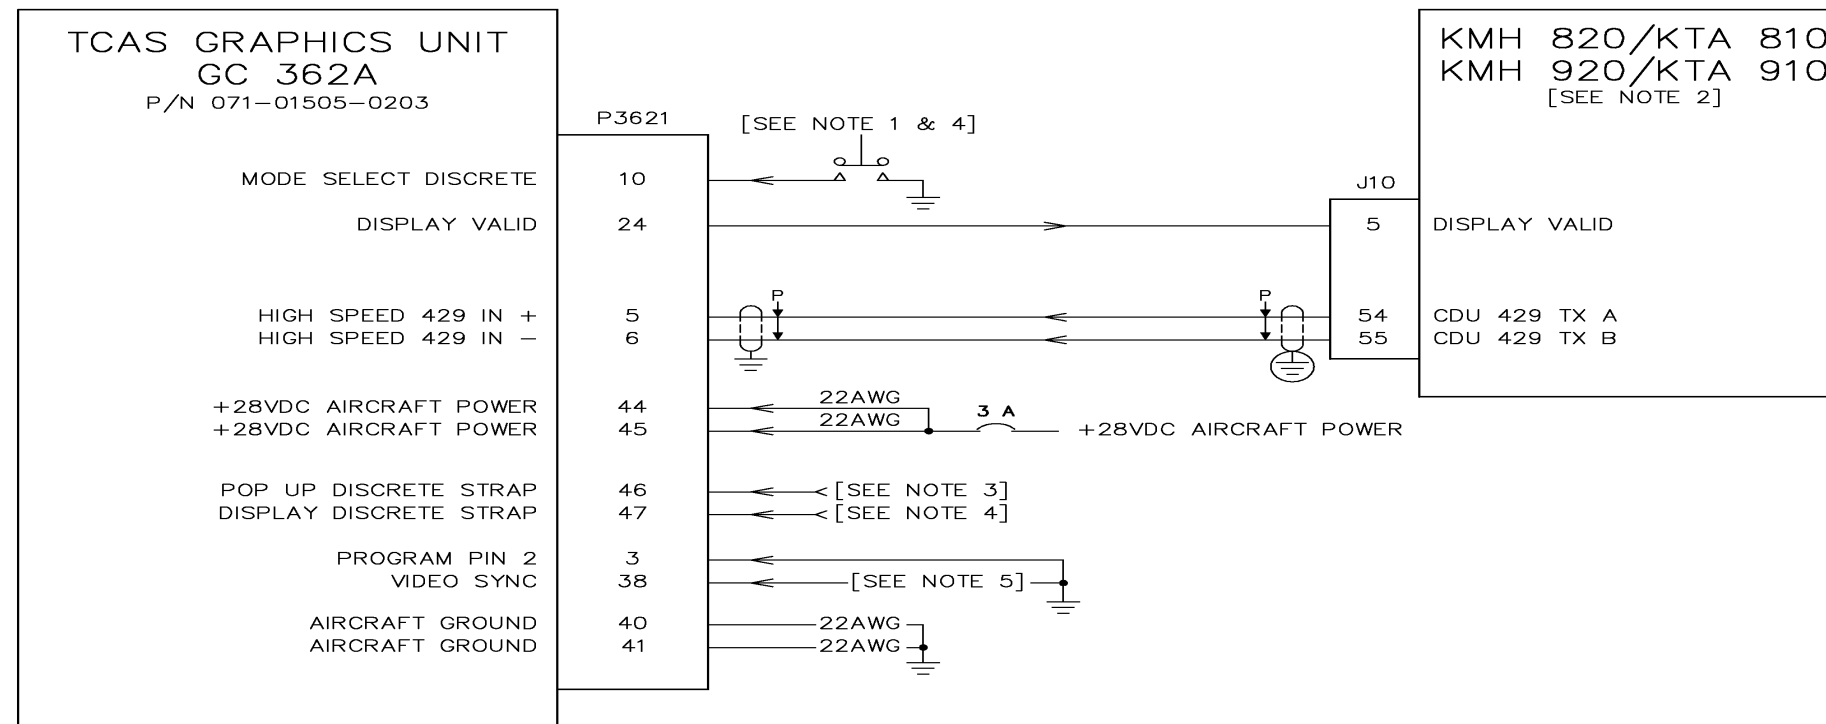 TCAS GRAPHICS UNIT
GC 362A
P/N 071-01505-0203
KMH 820/KTA 810
KMH 920/KTA 910
[SEE NOTE 2]
P3621
[SEE NOTE 1 & 4]
J10
MODE SELECT DISCRETE 10
DISPLAY VALID 24 5 DISPLAY VALID
P P
HIGH SPEED 429 IN + 5 54 CDU 429 TX A
HIGH SPEED 429 IN - 6 55 CDU 429 TX B
+28VDC AIRCRAFT POWER 44 22AWG
+28VDC AIRCRAFT POWER 45 22AWG 3 A +28VDC AIRCRAFT POWER
POP UP DISCRETE STRAP 46 [SEE NOTE 3]
DISPLAY DISCRETE STRAP 47 [SEE NOTE 4]
PROGRAM PIN 2 3
VIDEO SYNC 38 [SEE NOTE 5]
AIRCRAFT GROUND 40 22AWG
AIRCRAFT GROUND 41 22AWG